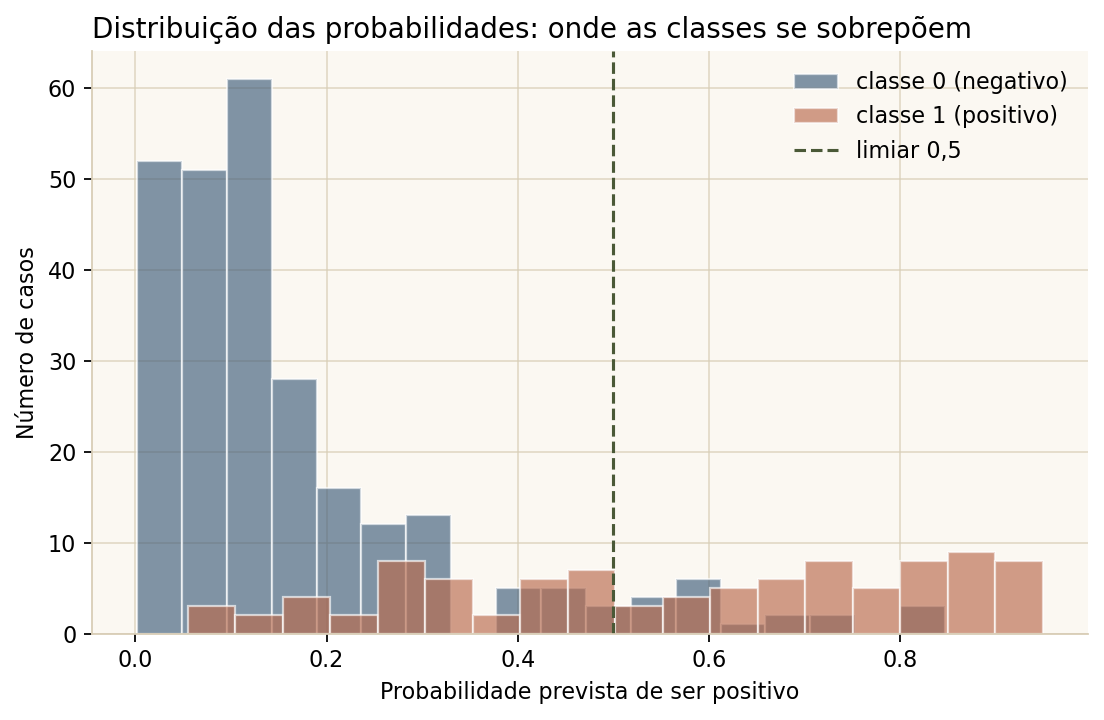 Distribuição das probabilidades: onde as classes se sobrepõem
classe 0 (negativo)
classe 1 (positivo)
limiar 0,5
Número de casos
60
50
40
30
20
10
0
0.0 0.2 0.4 0.6 0.8
Probabilidade prevista de ser positivo